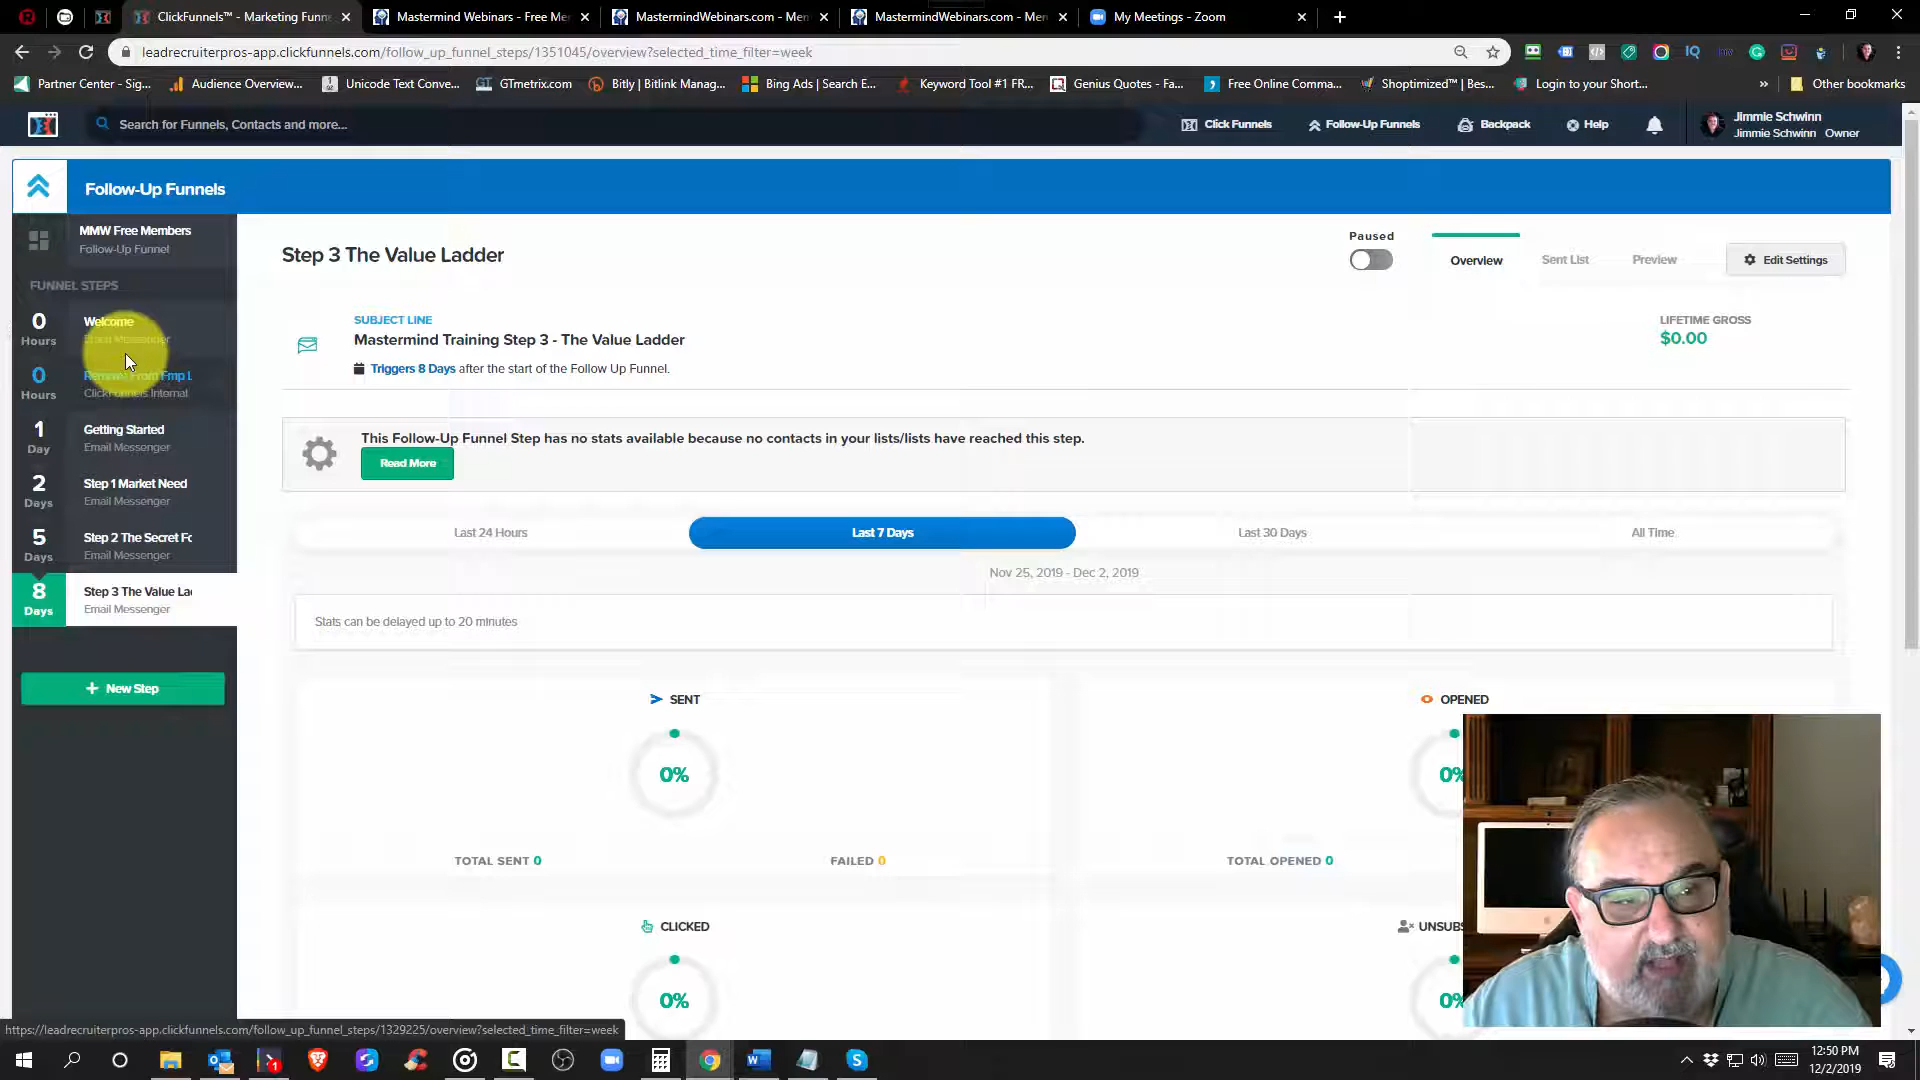 ClickFunnels™ - Marketing Funne
Mastermind Webinars - Free Me
MastermindWebinars.com - Mem
MastermindWebinars.com - Mem
My Meetings - Zoom
leadrecruiterpros-app.clickfunnels.com/follow_up_funnel_steps/1351045/overview?selected_time_filter=week
Partner Center - Sig...
Audience Overview...
Unicode Text Conve...
GTmetrix.com
Bitly | Bitlink Manag...
Bing Ads | Search E...
Keyword Tool #1 FR...
Genius Quotes - Fa...
Free Online Comma...
Shoptimized™ | Bes...
Login to your Short...
»
Other bookmarks
Search for Funnels, Contacts and more...
Click Funnels
Follow-Up Funnels
Backpack
Help
Jimmie Schwinn
Jimmie Schwinn Owner
Follow-Up Funnels
MMW Free Members
Follow-Up Funnel
FUNNEL STEPS
0 Hours
Welcome
Email Messenger
0 Hours
Remove From Fmp L
ClickFunnels Internal
1 Day
Getting Started
Email Messenger
2 Days
Step 1 Market Need
Email Messenger
5 Days
Step 2 The Secret Fo
Email Messenger
8 Days
Step 3 The Value La
Email Messenger
+ New Step
Step 3 The Value Ladder
Paused
Overview
Sent List
Preview
Edit Settings
SUBJECT LINE
Mastermind Training Step 3 - The Value Ladder
Triggers 8 Days after the start of the Follow Up Funnel.
LIFETIME GROSS
$0.00
This Follow-Up Funnel Step has no stats available because no contacts in your lists/lists have reached this step.
Read More
Last 24 Hours
Last 7 Days
Last 30 Days
All Time
Nov 25, 2019 - Dec 2, 2019
Stats can be delayed up to 20 minutes
SENT
0%
TOTAL SENT 0
FAILED 0
OPENED
0%
TOTAL OPENED 0
CLICKED
0%
UNSUBS
0%
https://leadrecruiterpros-app.clickfunnels.com/follow_up_funnel_steps/1329225/overview?selected_time_filter=week
12:50 PM
12/2/2019